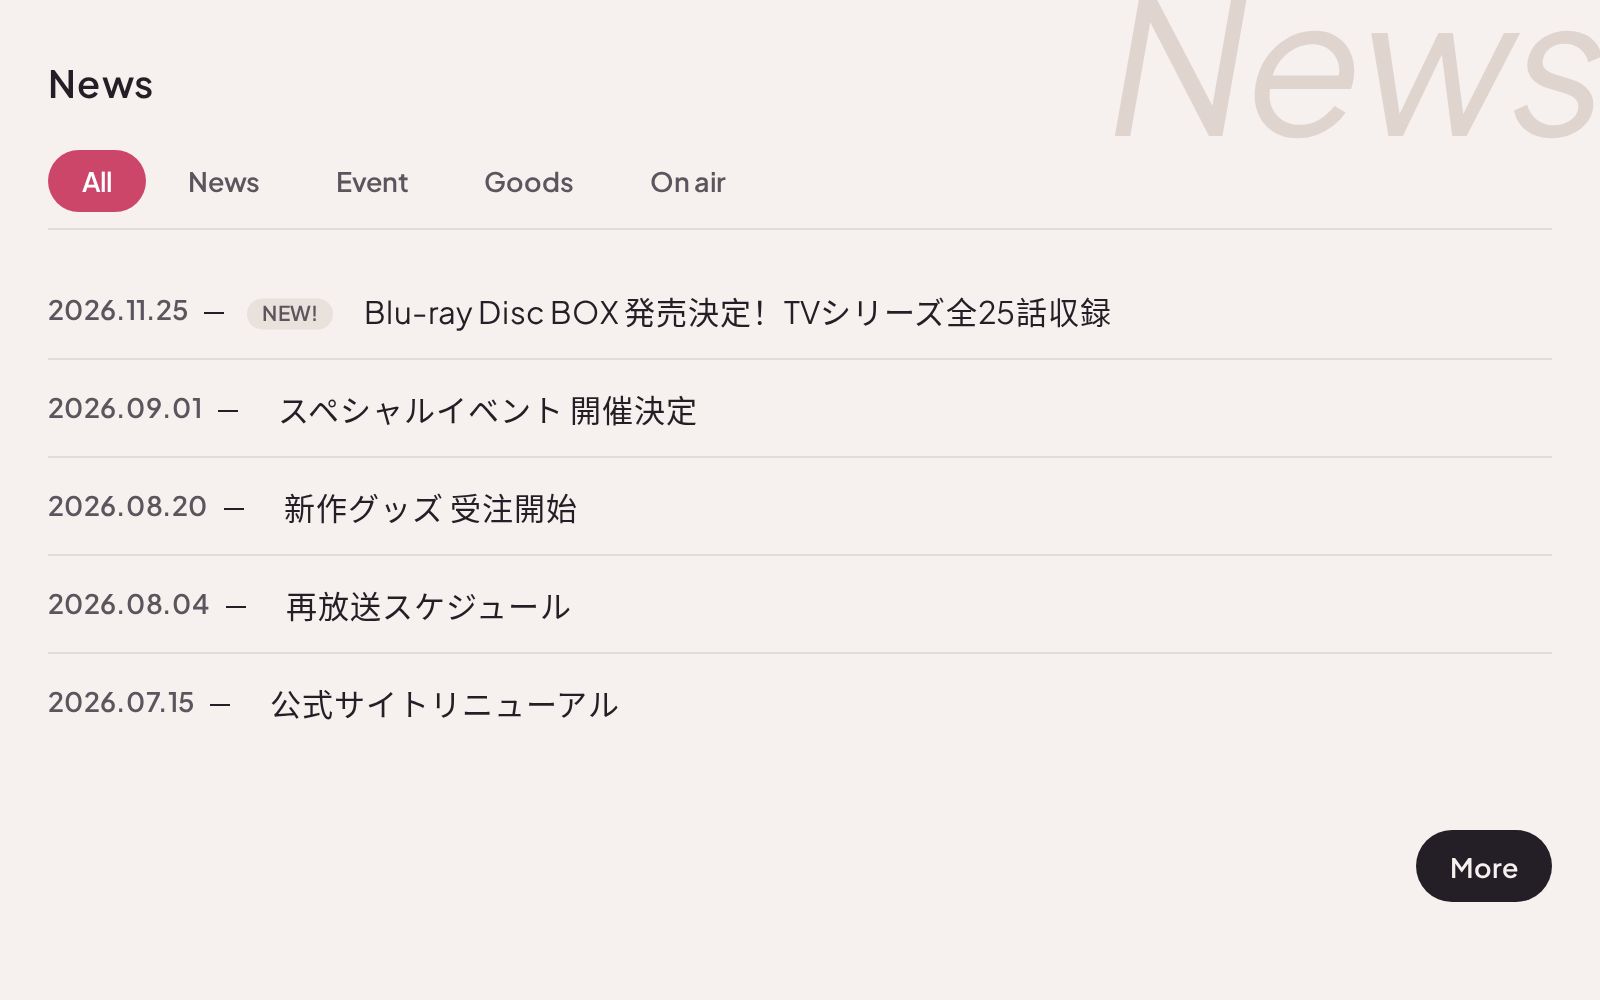 News
News
All News Event Goods On air
2026.11.25 — NEW! Blu-ray Disc BOX 発売決定！TVシリーズ全25話収録
2026.09.01 — スペシャルイベント 開催決定
2026.08.20 — 新作グッズ 受注開始
2026.08.04 — 再放送スケジュール
2026.07.15 — 公式サイトリニューアル
More